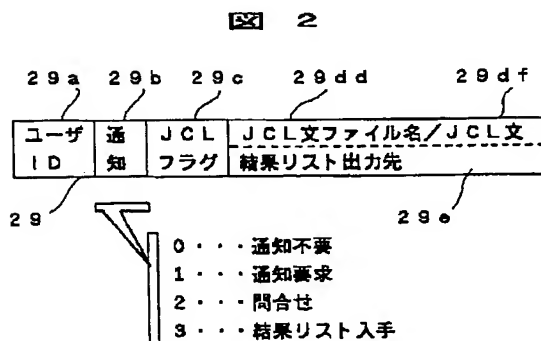 図 2
29a 29b 29c 29dd 29df
ユーザ 通 JCL JCL文ファイル名/JCL文
ID 知 フラグ 結果リスト出力先
29 29e
0・・・通知不要
1・・・通知要求
2・・・問合せ
3・・・結果リスト入手